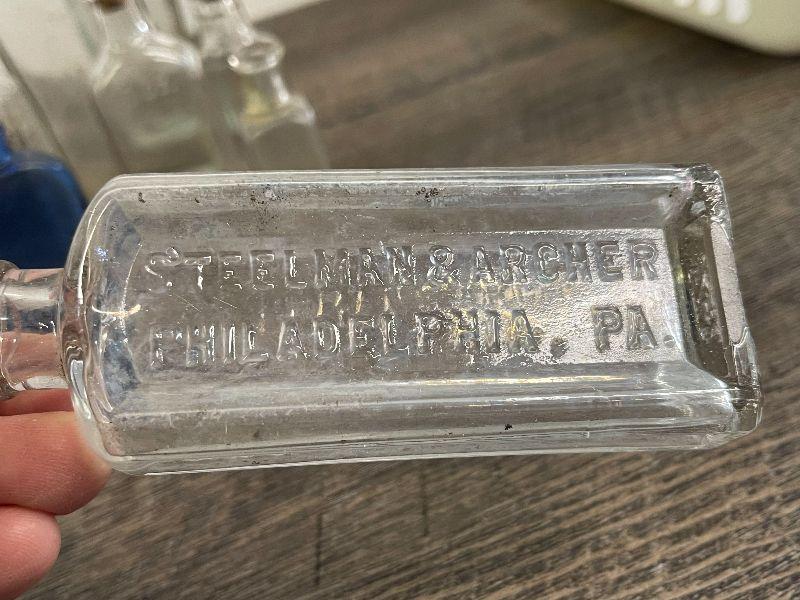 STEELMAN & ARCHER
PHILADELPHIA, PA.